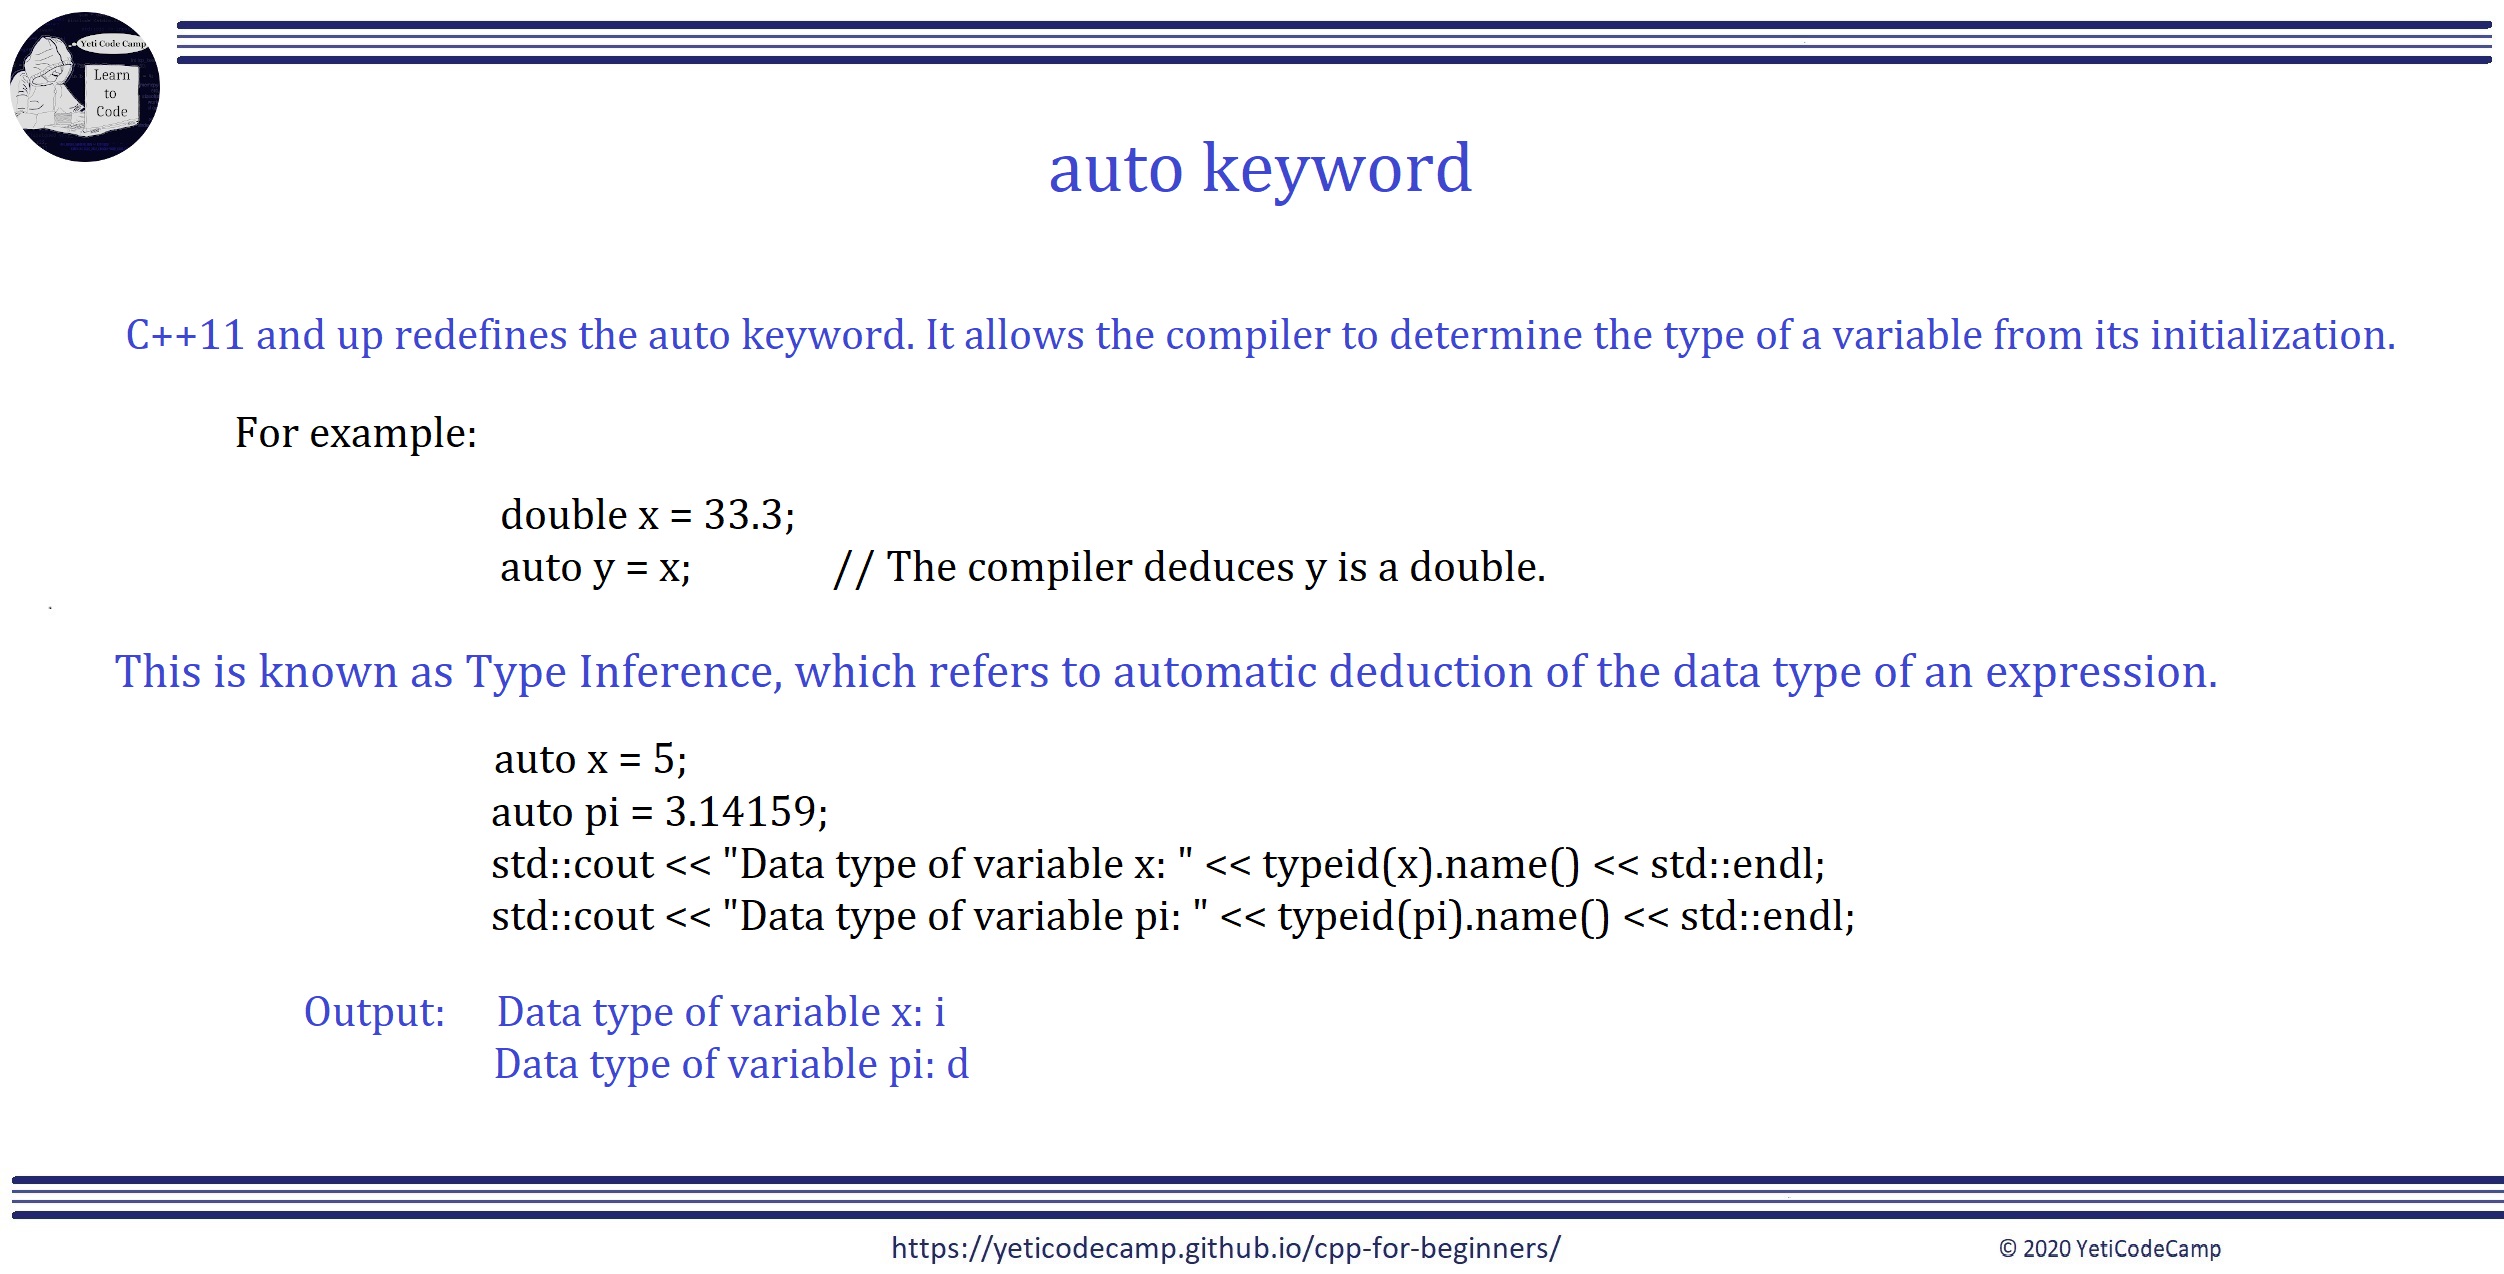 Yeti Code Camp
Learn
to
Code
auto keyword
C++11 and up redefines the auto keyword. It allows the compiler to determine the type of a variable from its initialization.
For example:
double x = 33.3;
auto y = x; // The compiler deduces y is a double.
This is known as Type Inference, which refers to automatic deduction of the data type of an expression.
auto x = 5;
auto pi = 3.14159;
std::cout << "Data type of variable x: " << typeid(x).name() << std::endl;
std::cout << "Data type of variable pi: " << typeid(pi).name() << std::endl;
Output: Data type of variable x: i
Data type of variable pi: d
https://yeticodecamp.github.io/cpp-for-beginners/
© 2020 YetiCodeCamp